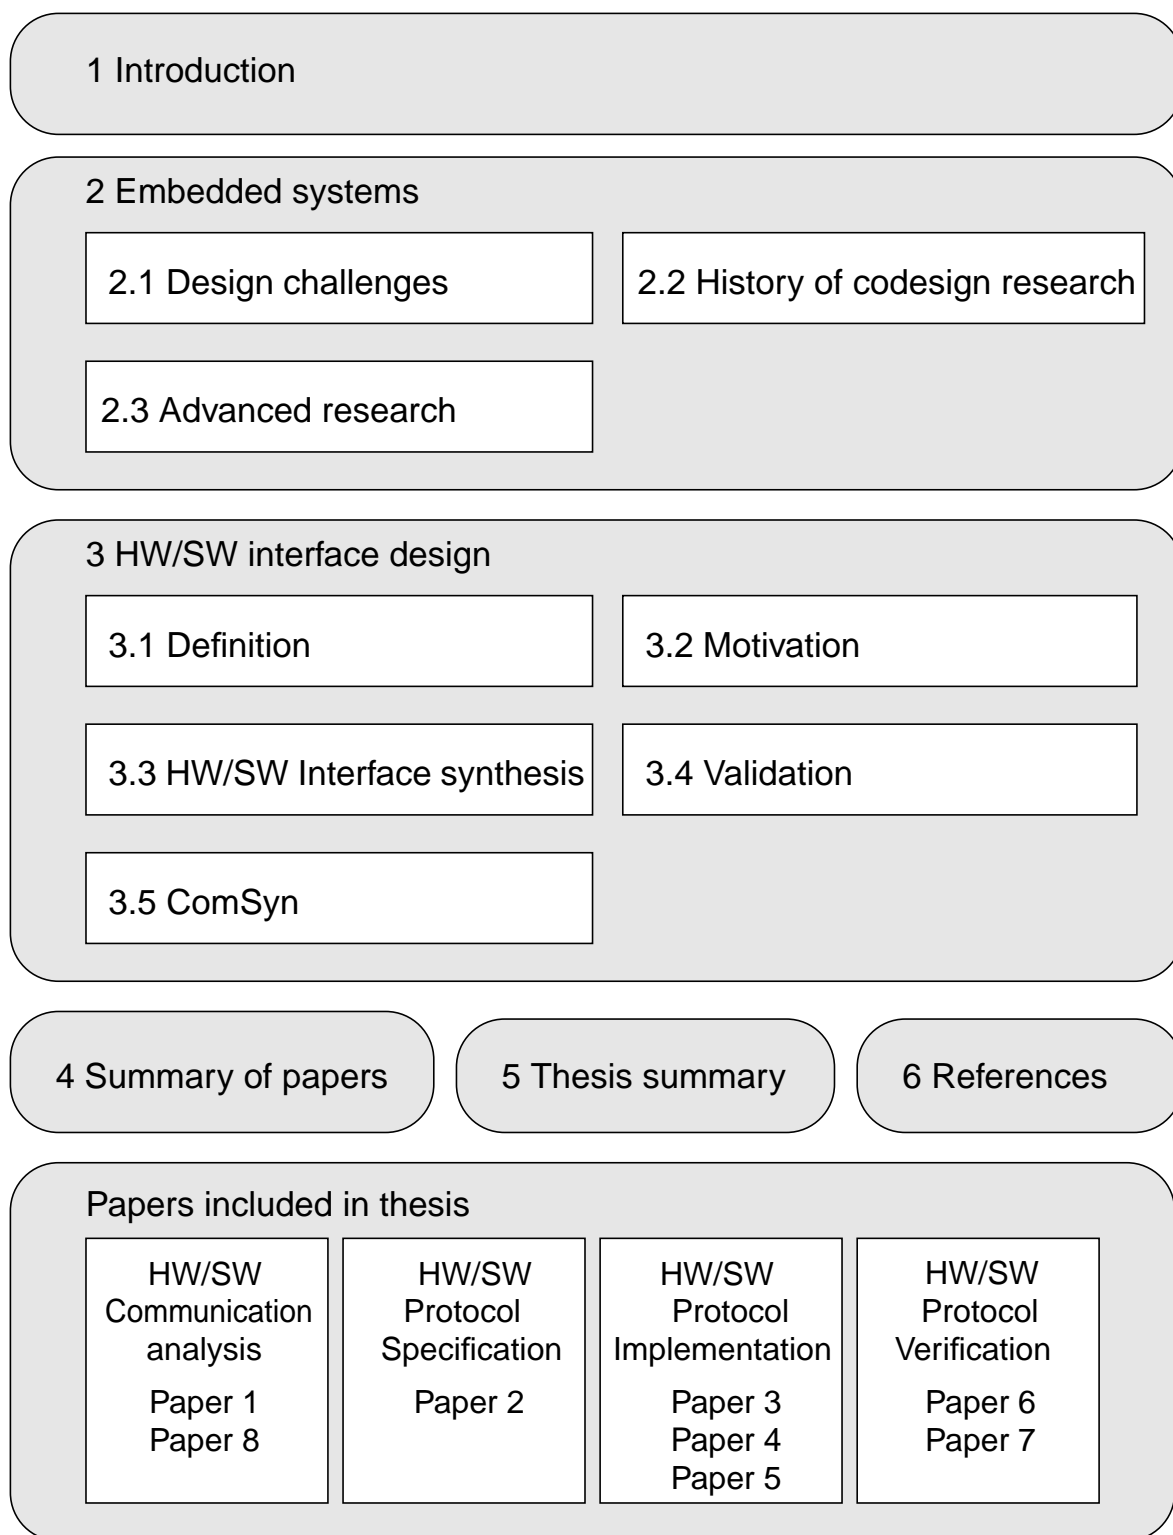 1 Introduction
2 Embedded systems
2.1 Design challenges
2.2 History of codesign research
2.3 Advanced research
3 HW/SW interface design
3.1 Definition
3.2 Motivation
3.3 HW/SW Interface synthesis
3.4 Validation
3.5 ComSyn
4 Summary of papers
5 Thesis summary
6 References
Papers included in thesis
HW/SW
Communication
analysis
Paper 1
Paper 8
HW/SW
Protocol
Specification
Paper 2
HW/SW
Protocol
Implementation
Paper 3
Paper 4
Paper 5
HW/SW
Protocol
Verification
Paper 6
Paper 7